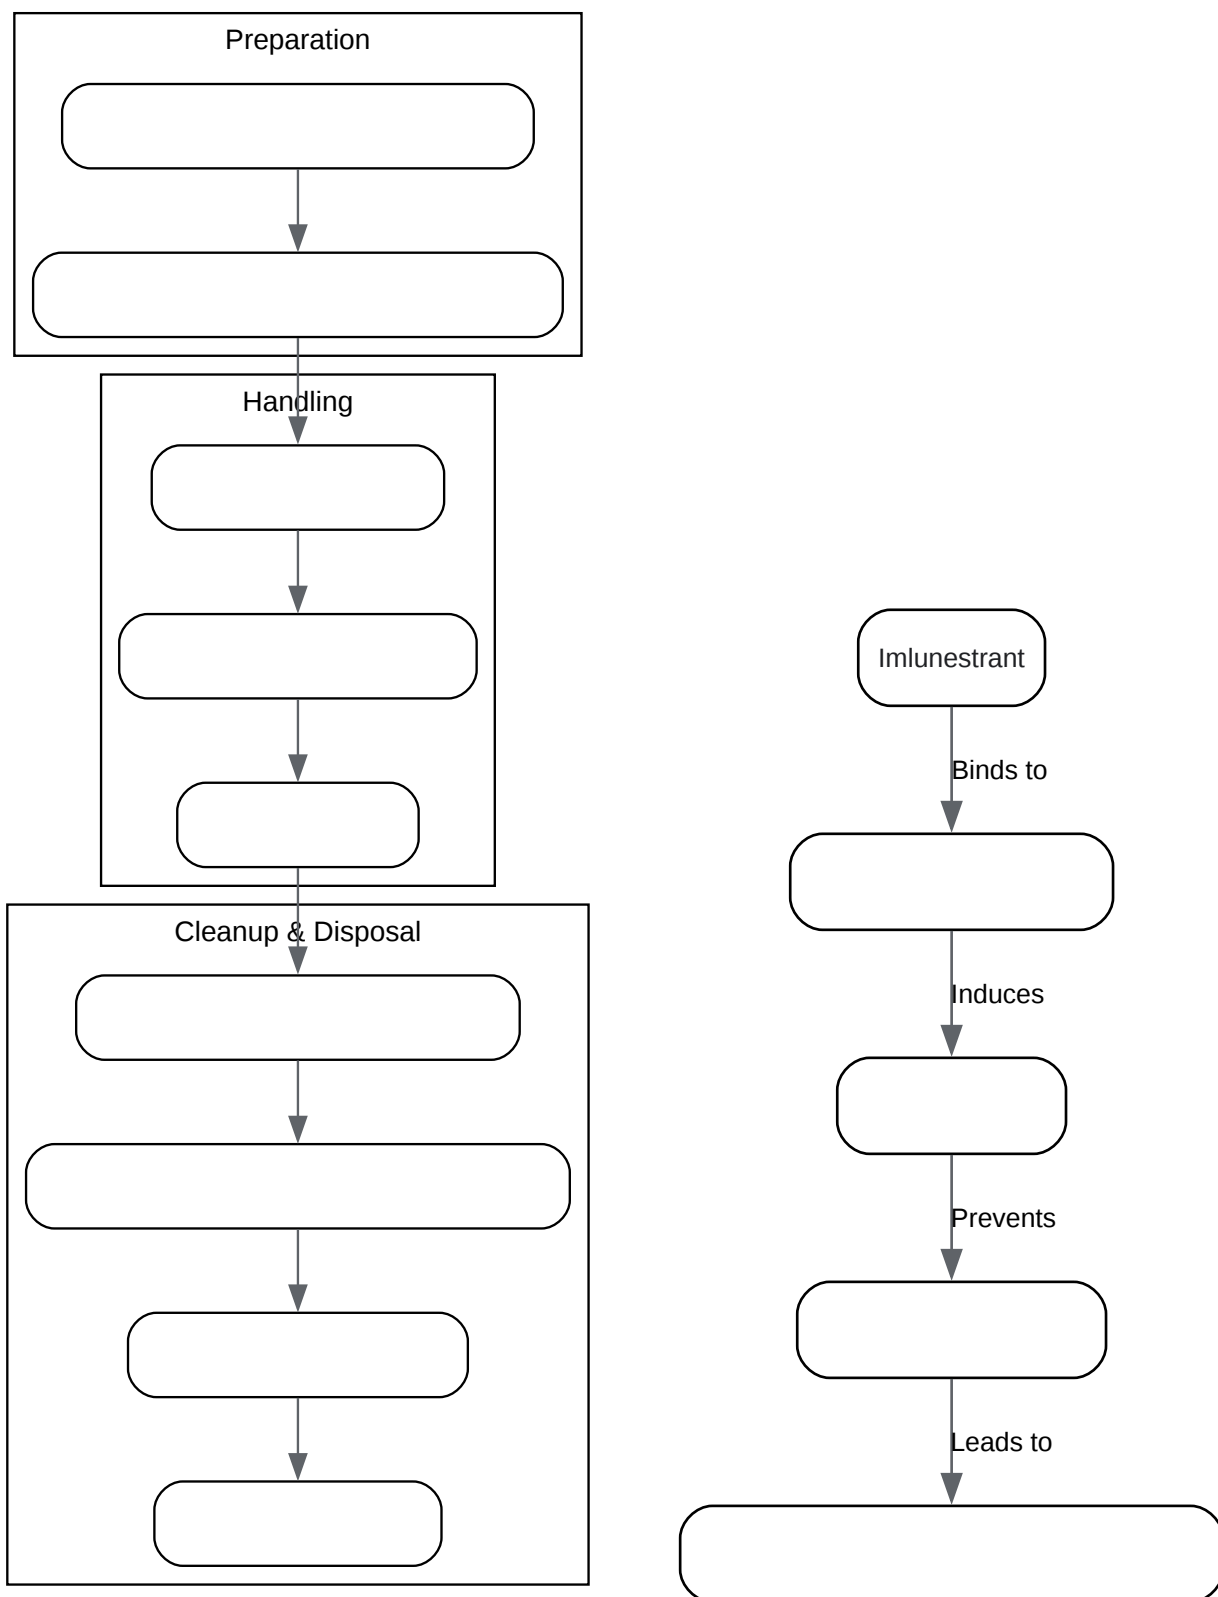 Preparation
Handling
Cleanup & Disposal
Imlunestrant
Binds to
Induces
Prevents
Leads to